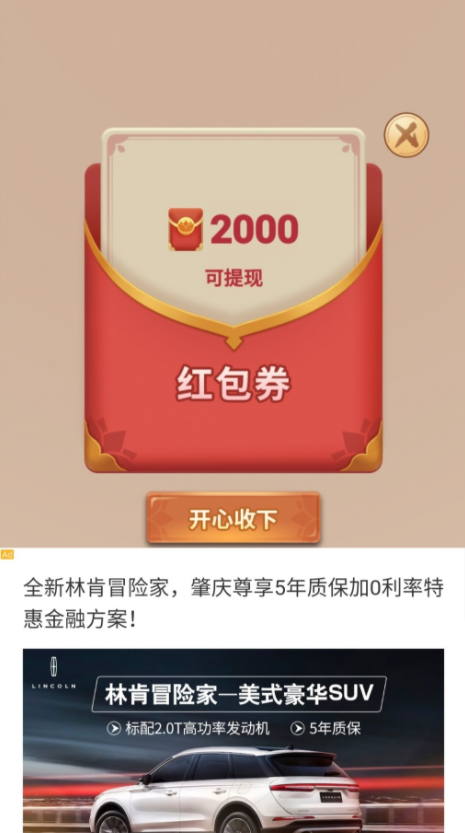 2000
可提现
红包券
开心收下
Ad
全新林肯冒险家，肇庆尊享5年质保加0利率特
惠金融方案！
LINCOLN
林肯冒险家—美式豪华SUV
标配2.0T高功率发动机 5年质保